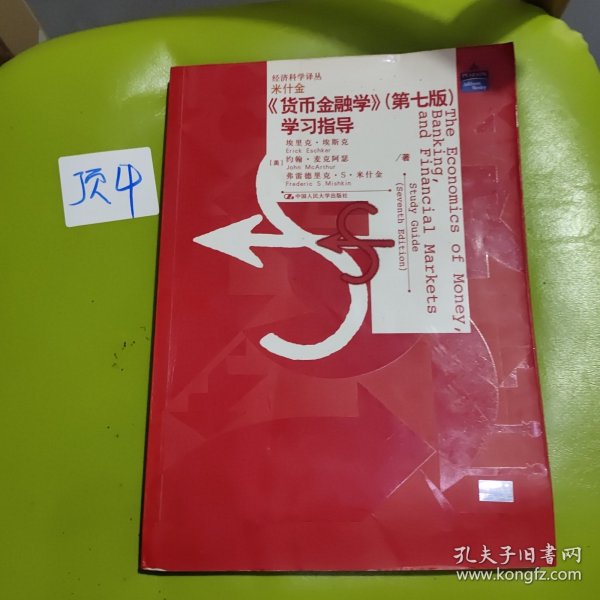 经济科学译丛
米什金
《货币金融学》(第七版)
学习指导
埃里克·埃斯克
Erick Eschker
[美] 约翰·麦克阿瑟 /著
John McArthur
弗雷德里克·S·米什金
Frederic S. Mishkin
中国人民大学出版社
The Economics of Money,
Banking,
and Financial Markets
Study Guide
(Seventh Edition)
PEARSON
顶4
孔夫子旧书网
www.kongfz.com